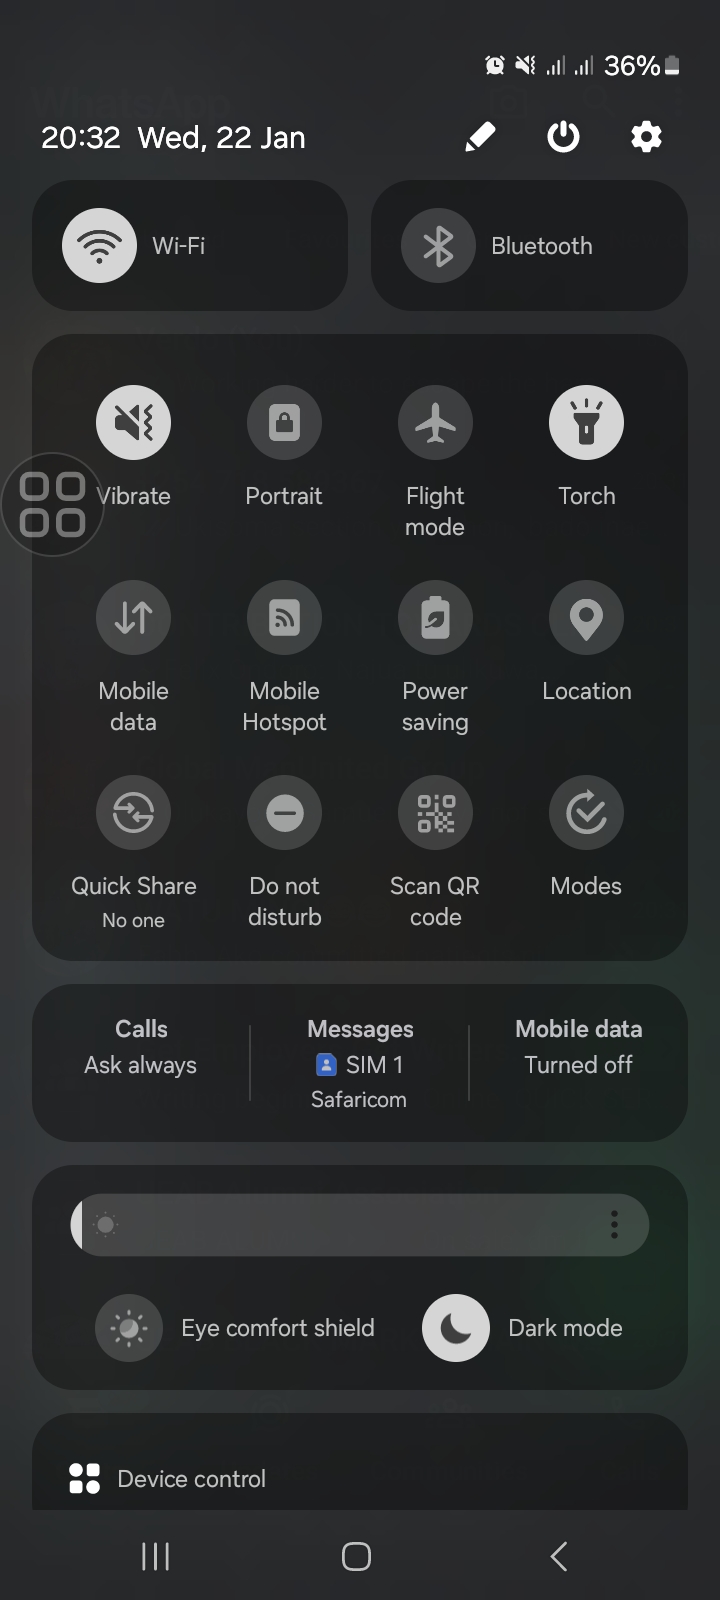 36%
WhatsApp
20:32 Wed, 22 Jan
Wi-Fi
Bluetooth
Vibrate
Portrait
Flight
mode
Torch
Mobile
data
Mobile
Hotspot
Power
saving
Location
Quick Share
No one
Do not
disturb
Scan QR
code
Modes
Calls
Ask always
Messages
SIM 1
Safaricom
Mobile data
Turned off
Eye comfort shield
Dark mode
Device control